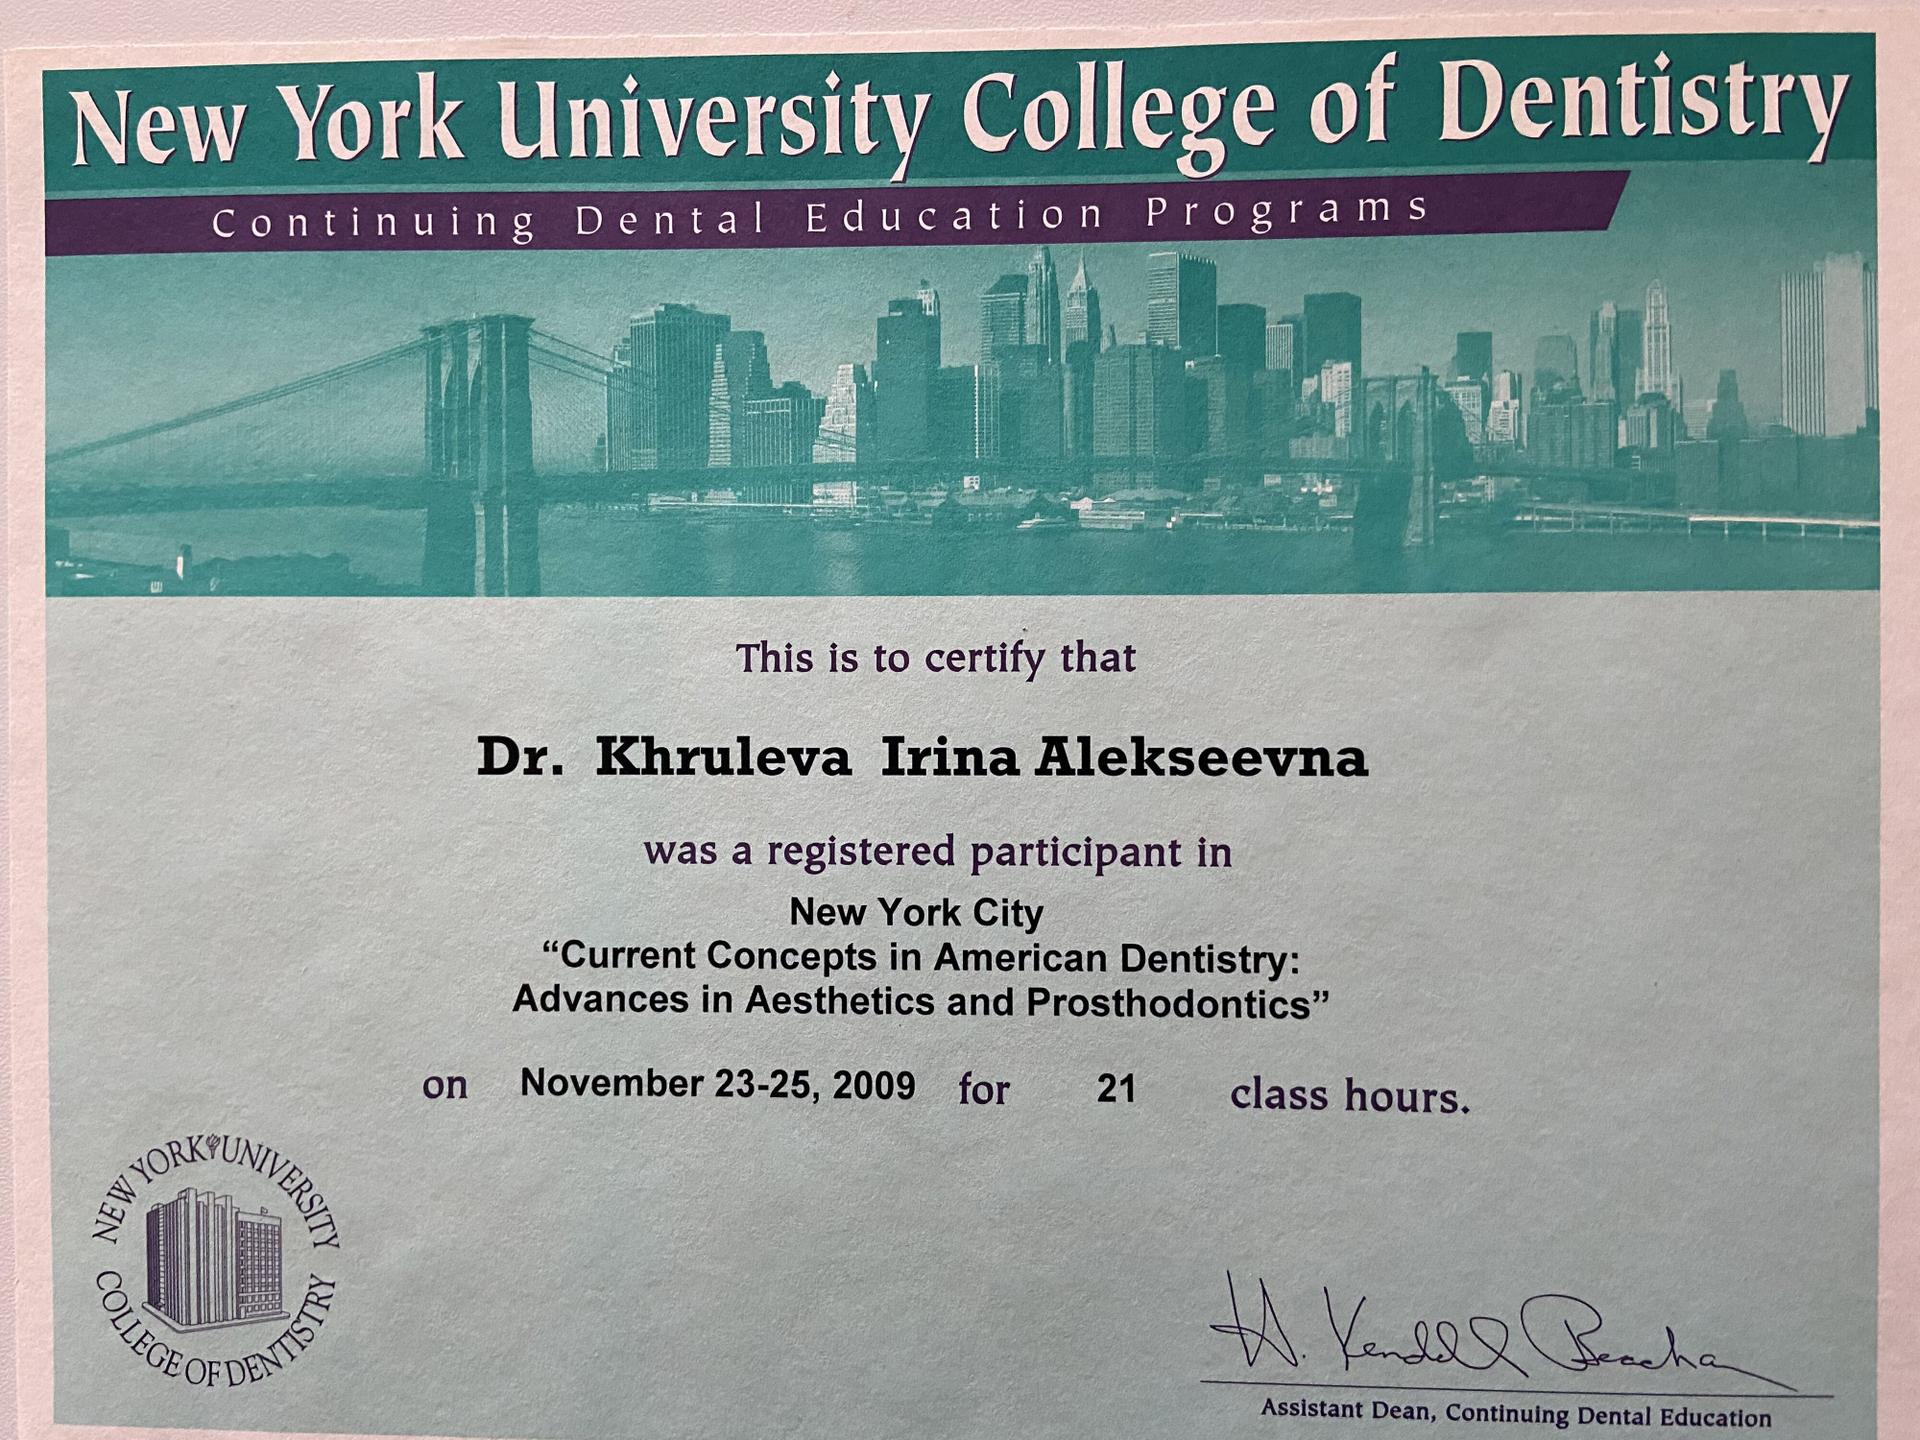 New York University College of Dentistry
Continuing Dental Education Programs
This is to certify that
Dr. Khruleva Irina Alekseevna
was a registered participant in
New York City
“Current Concepts in American Dentistry:
Advances in Aesthetics and Prosthodontics”
on November 23-25, 2009 for 21 class hours.
NEW YORK UNIVERSITY
COLLEGE OF DENTISTRY
H. Kendall Beacham
Assistant Dean, Continuing Dental Education